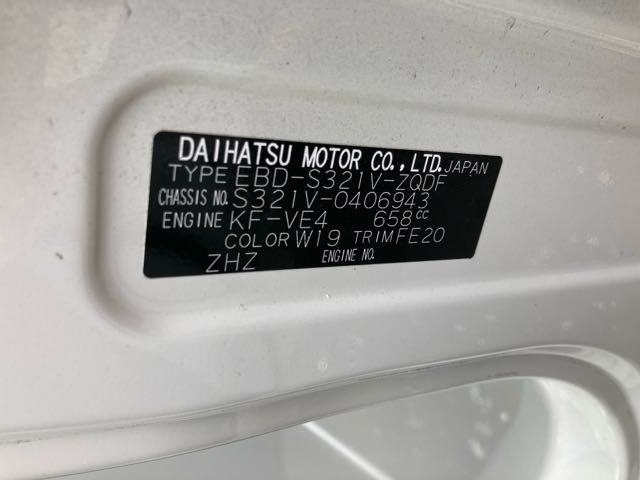 DAIHATSU MOTOR CO.,LTD. JAPAN
TYPE EBD-S321V-ZQDF
CHASSIS NO. S321V-0406943
ENGINE KF-VE4 658cc
COLOR W19 TRIM FE20
ZHZ ENGINE NO.